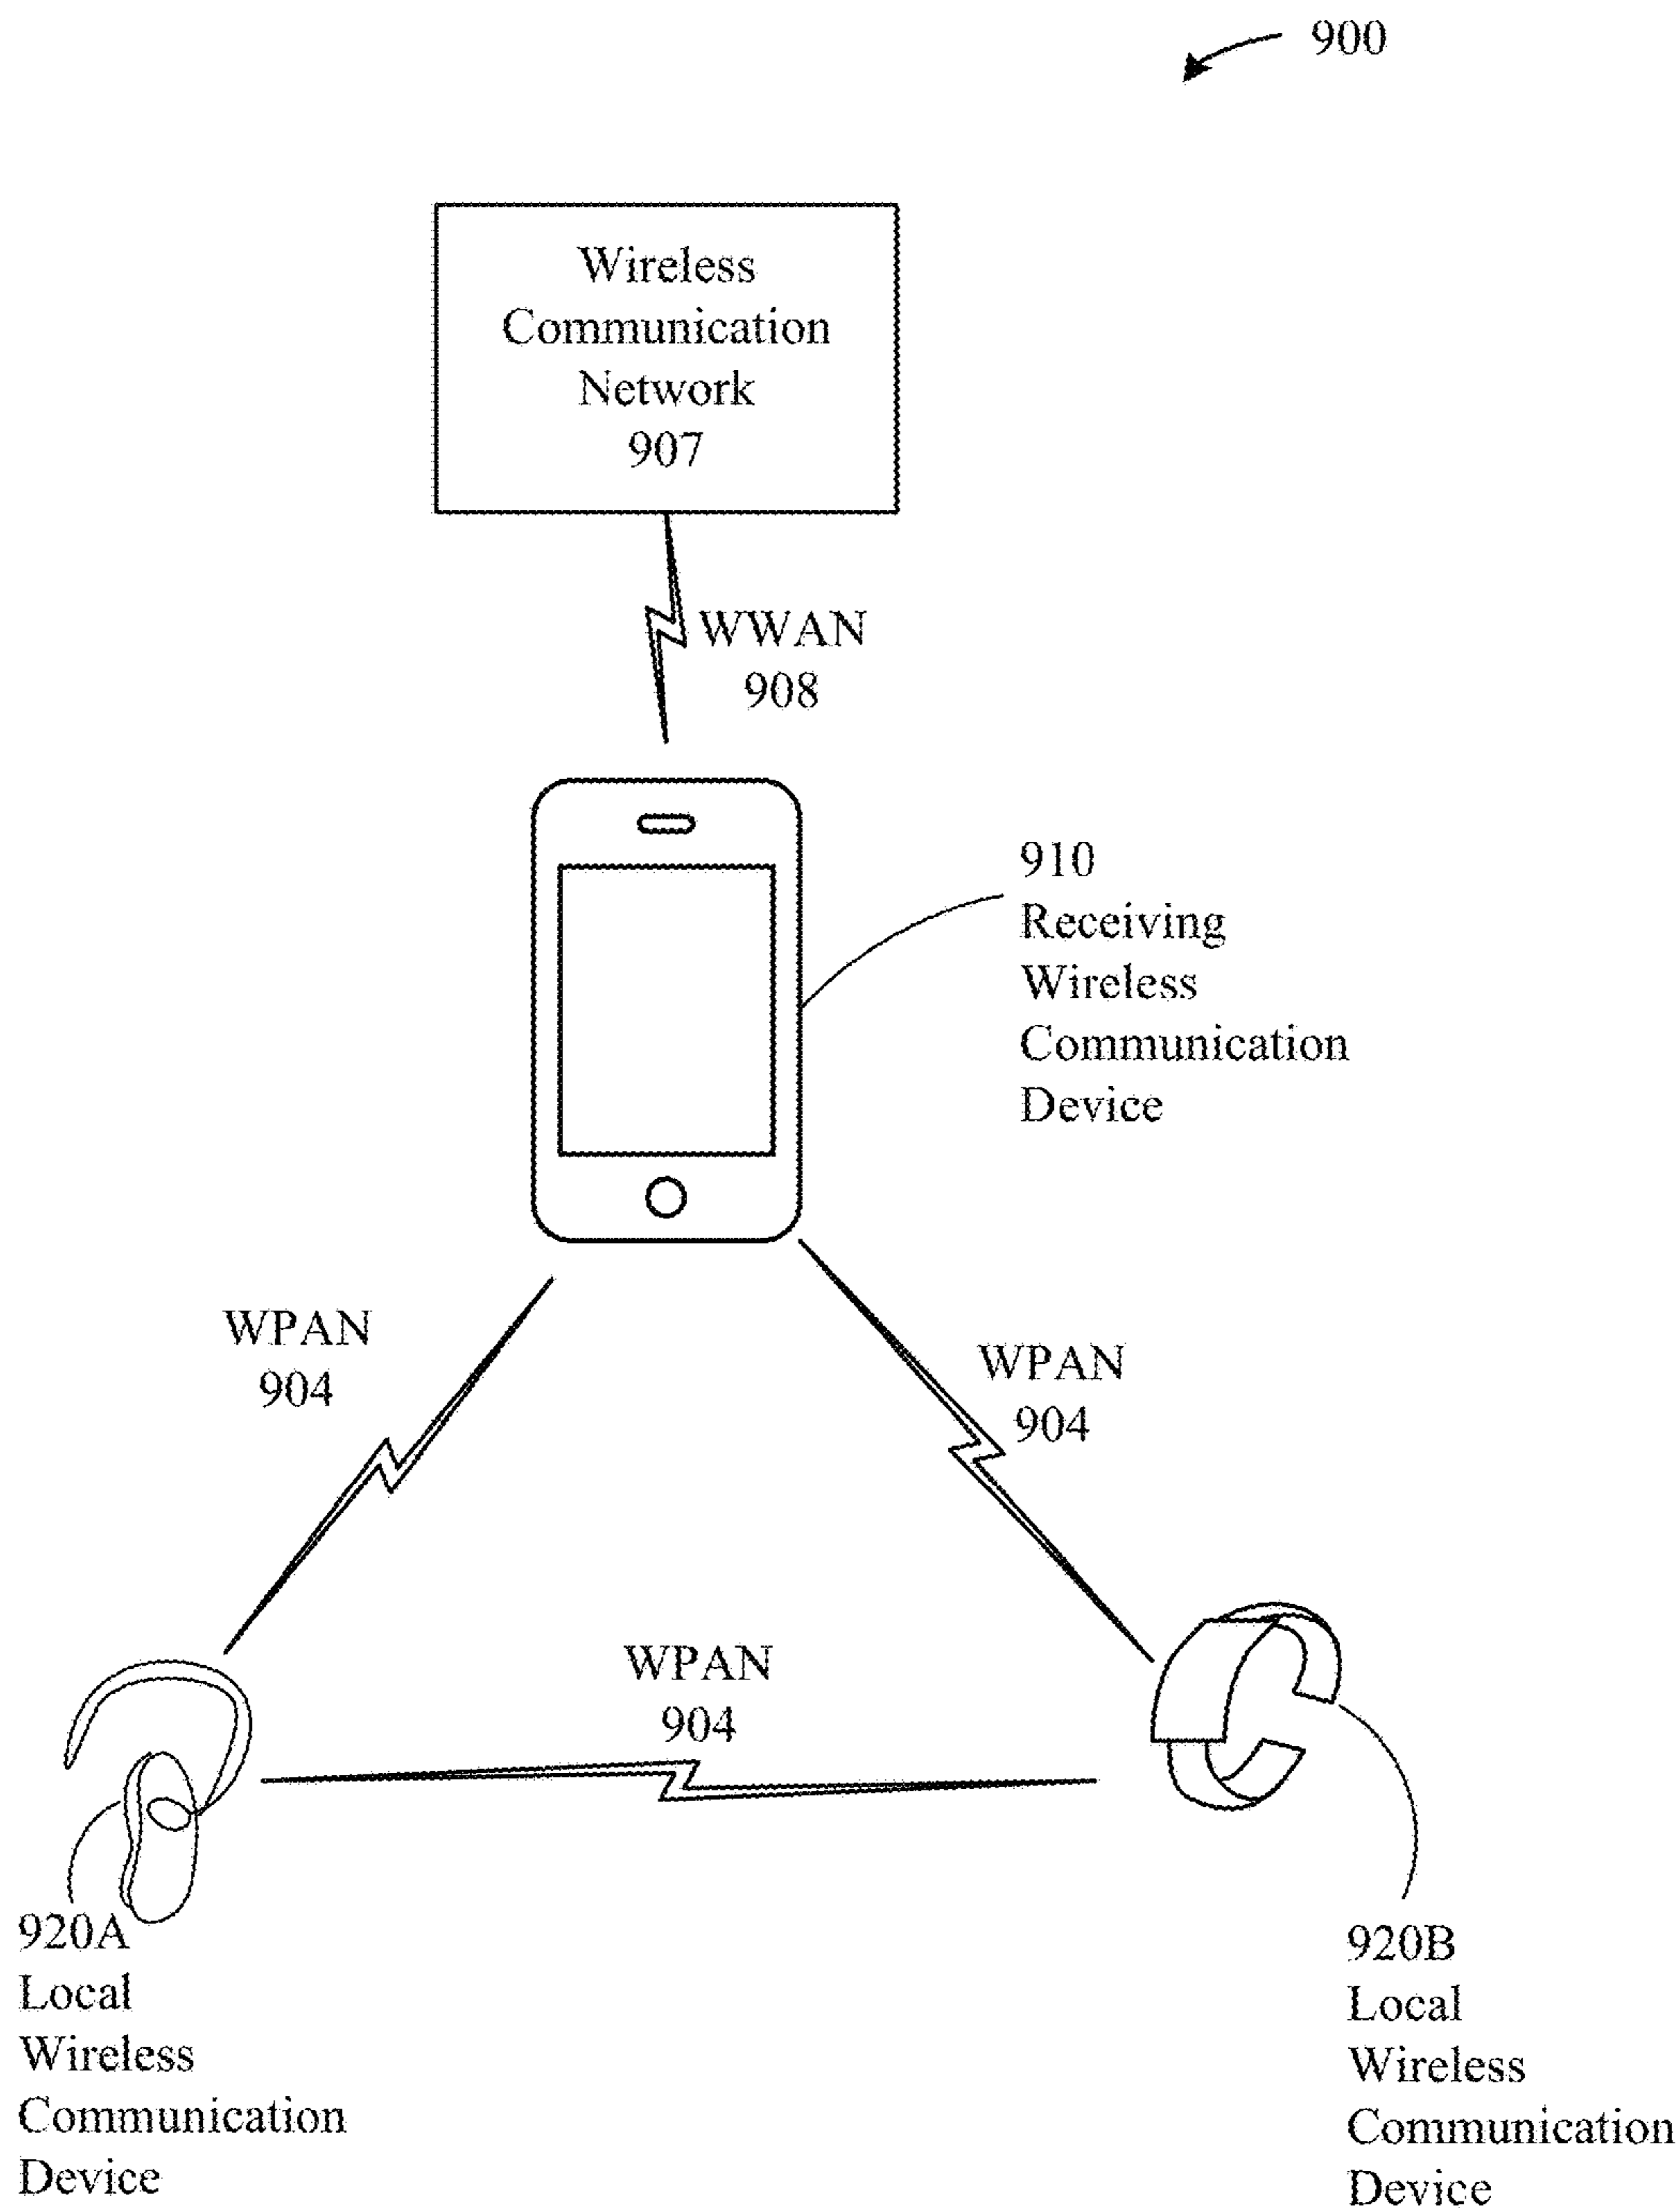 900
Wireless
Communication
Network
907
WWAN
908
910
Receiving
Wireless
Communication
Device
WPAN
904
WPAN
904
WPAN
904
920A
Local
Wireless
Communication
Device
920B
Local
Wireless
Communication
Device